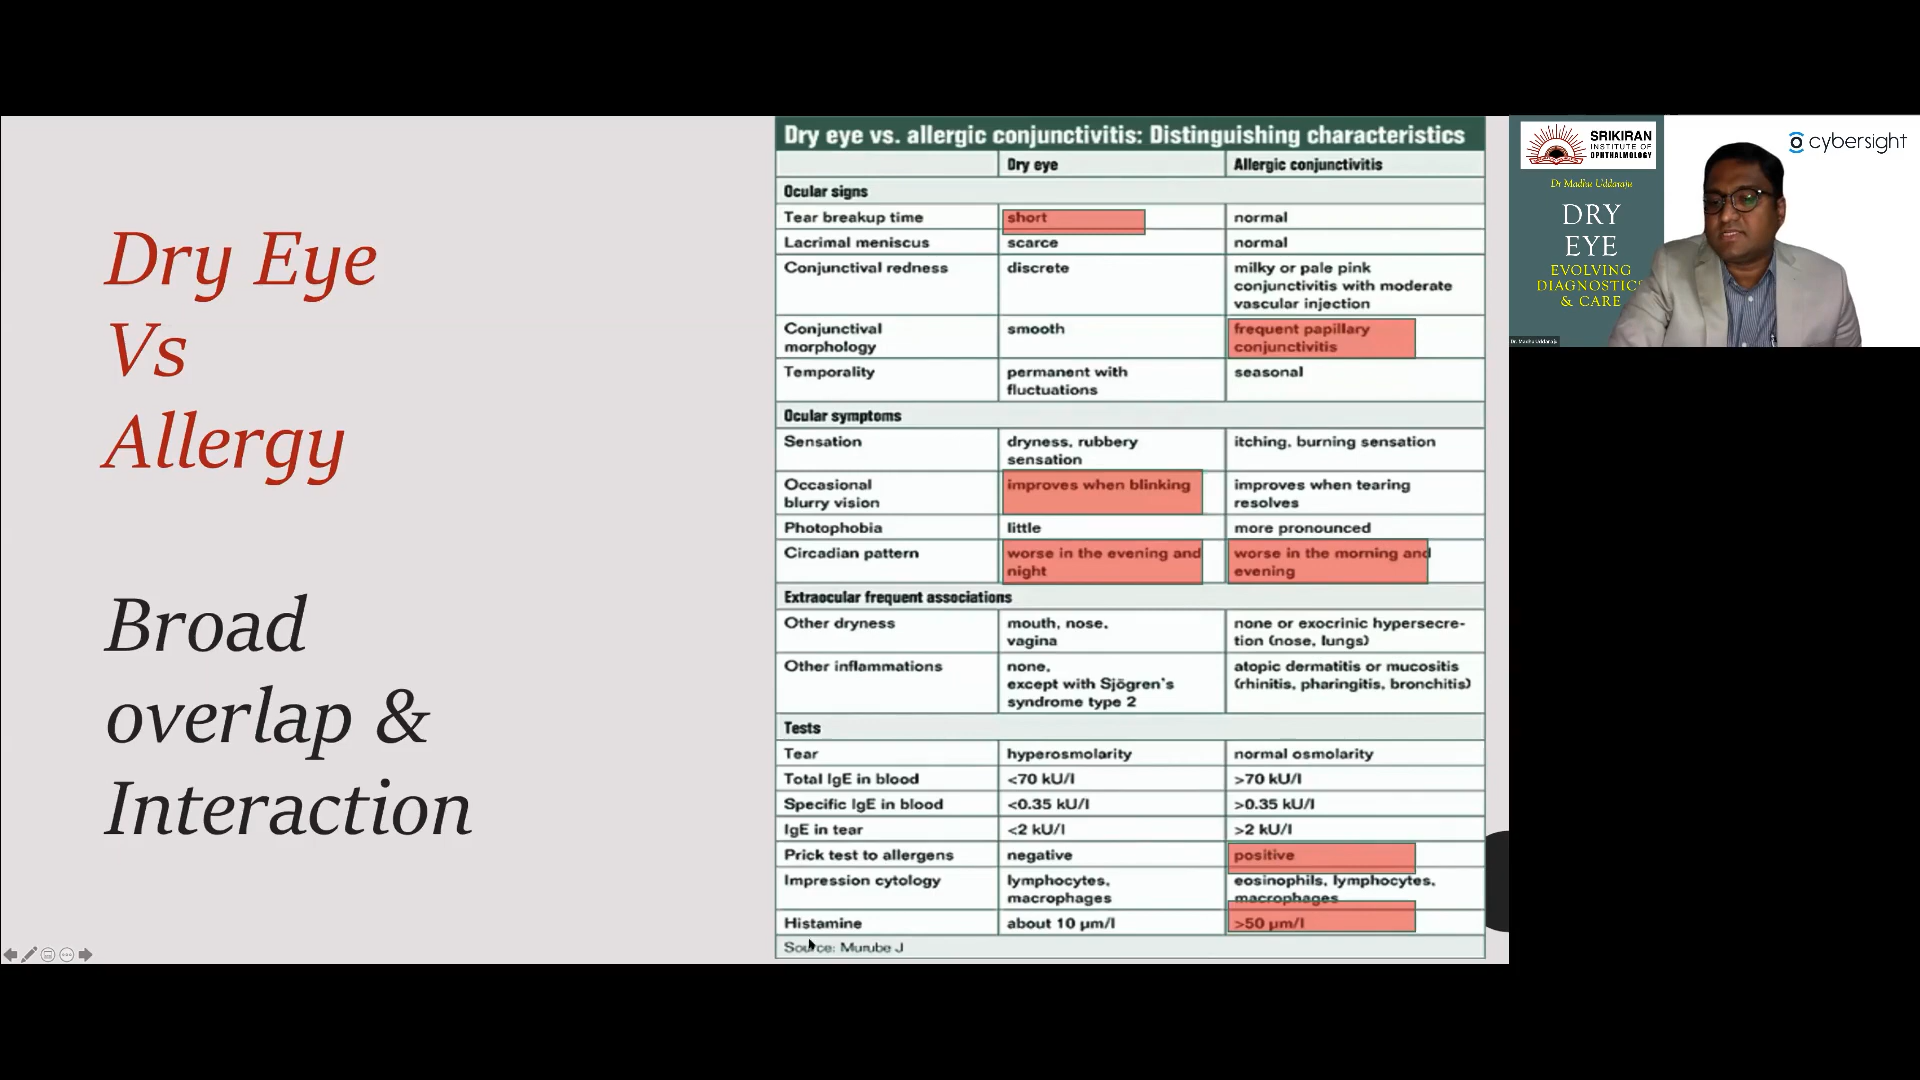 Dry Eye
Vs
Allergy
Broad
overlap &
Interaction
Dry eye vs. allergic conjunctivitis: Distinguishing characteristics
Dry eye Allergic conjunctivitis
Ocular signs
Tear breakup time short normal
Lacrimal meniscus scarce normal
Conjunctival redness discrete milky or pale pink
conjunctivitis with moderate
vascular injection
Conjunctival smooth frequent papillary
morphology conjunctivitis
Temporality permanent with seasonal
fluctuations
Ocular symptoms
Sensation dryness, rubbery itching, burning sensation
sensation
Occasional improves when blinking improves when tearing
blurry vision resolves
Photophobia little more pronounced
Circadian pattern worse in the evening and worse in the morning and
night evening
Extraocular frequent associations
Other dryness mouth, nose, none or exocrinic hypersecre-
vagina tion (nose, lungs)
Other inflammations none, atopic dermatitis or mucositis
except with Sjögren's (rhinitis, pharingitis, bronchitis)
syndrome type 2
Tests
Tear hyperosmolarity normal osmolarity
Total IgE in blood <70 kU/l >70 kU/l
Specific IgE in blood <0.35 kU/l >0.35 kU/l
IgE in tear <2 kU/l >2 kU/l
Prick test to allergens negative positive
Impression cytology lymphocytes, eosinophils, lymphocytes,
macrophages macrophages
Histamine about 10 µm/l >50 µm/l
Source: Murube J
SRIKIRAN
INSTITUTE OF
OPHTHALMOLOGY
cybersight
Dr Madhu Uddaraju
DRY
EYE
EVOLVING
DIAGNOSTICS
& CARE
Dr. Madhu Uddaraju